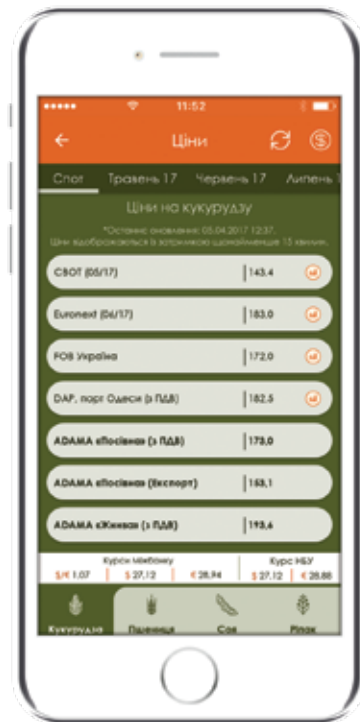 11:52
Ціни
Спот Травень 17 Червень 17 Липень 1
Ціни на кукурудзу
*Останнє оновлення: 05.04.2017 12:37.
Ціни відображаються із затримкою щонайменше 15 хвилин.
CBOT (05/17) 143,4
Euronext (06/17) 183,0
FOB Україна 172,0
DAP, порт Одеси (з ПДВ) 182,5
ADAMA «Посівна» (з ПДВ) 173,0
ADAMA «Посівна» (Експорт) 153,1
ADAMA «Жнива» (з ПДВ) 193,6
Курси Міжбанку Курс НБУ
$/€ 1,07 $ 27,12 € 28,94 $ 27,12 € 28,88
Кукурудза Пшениця Соя Ріпак